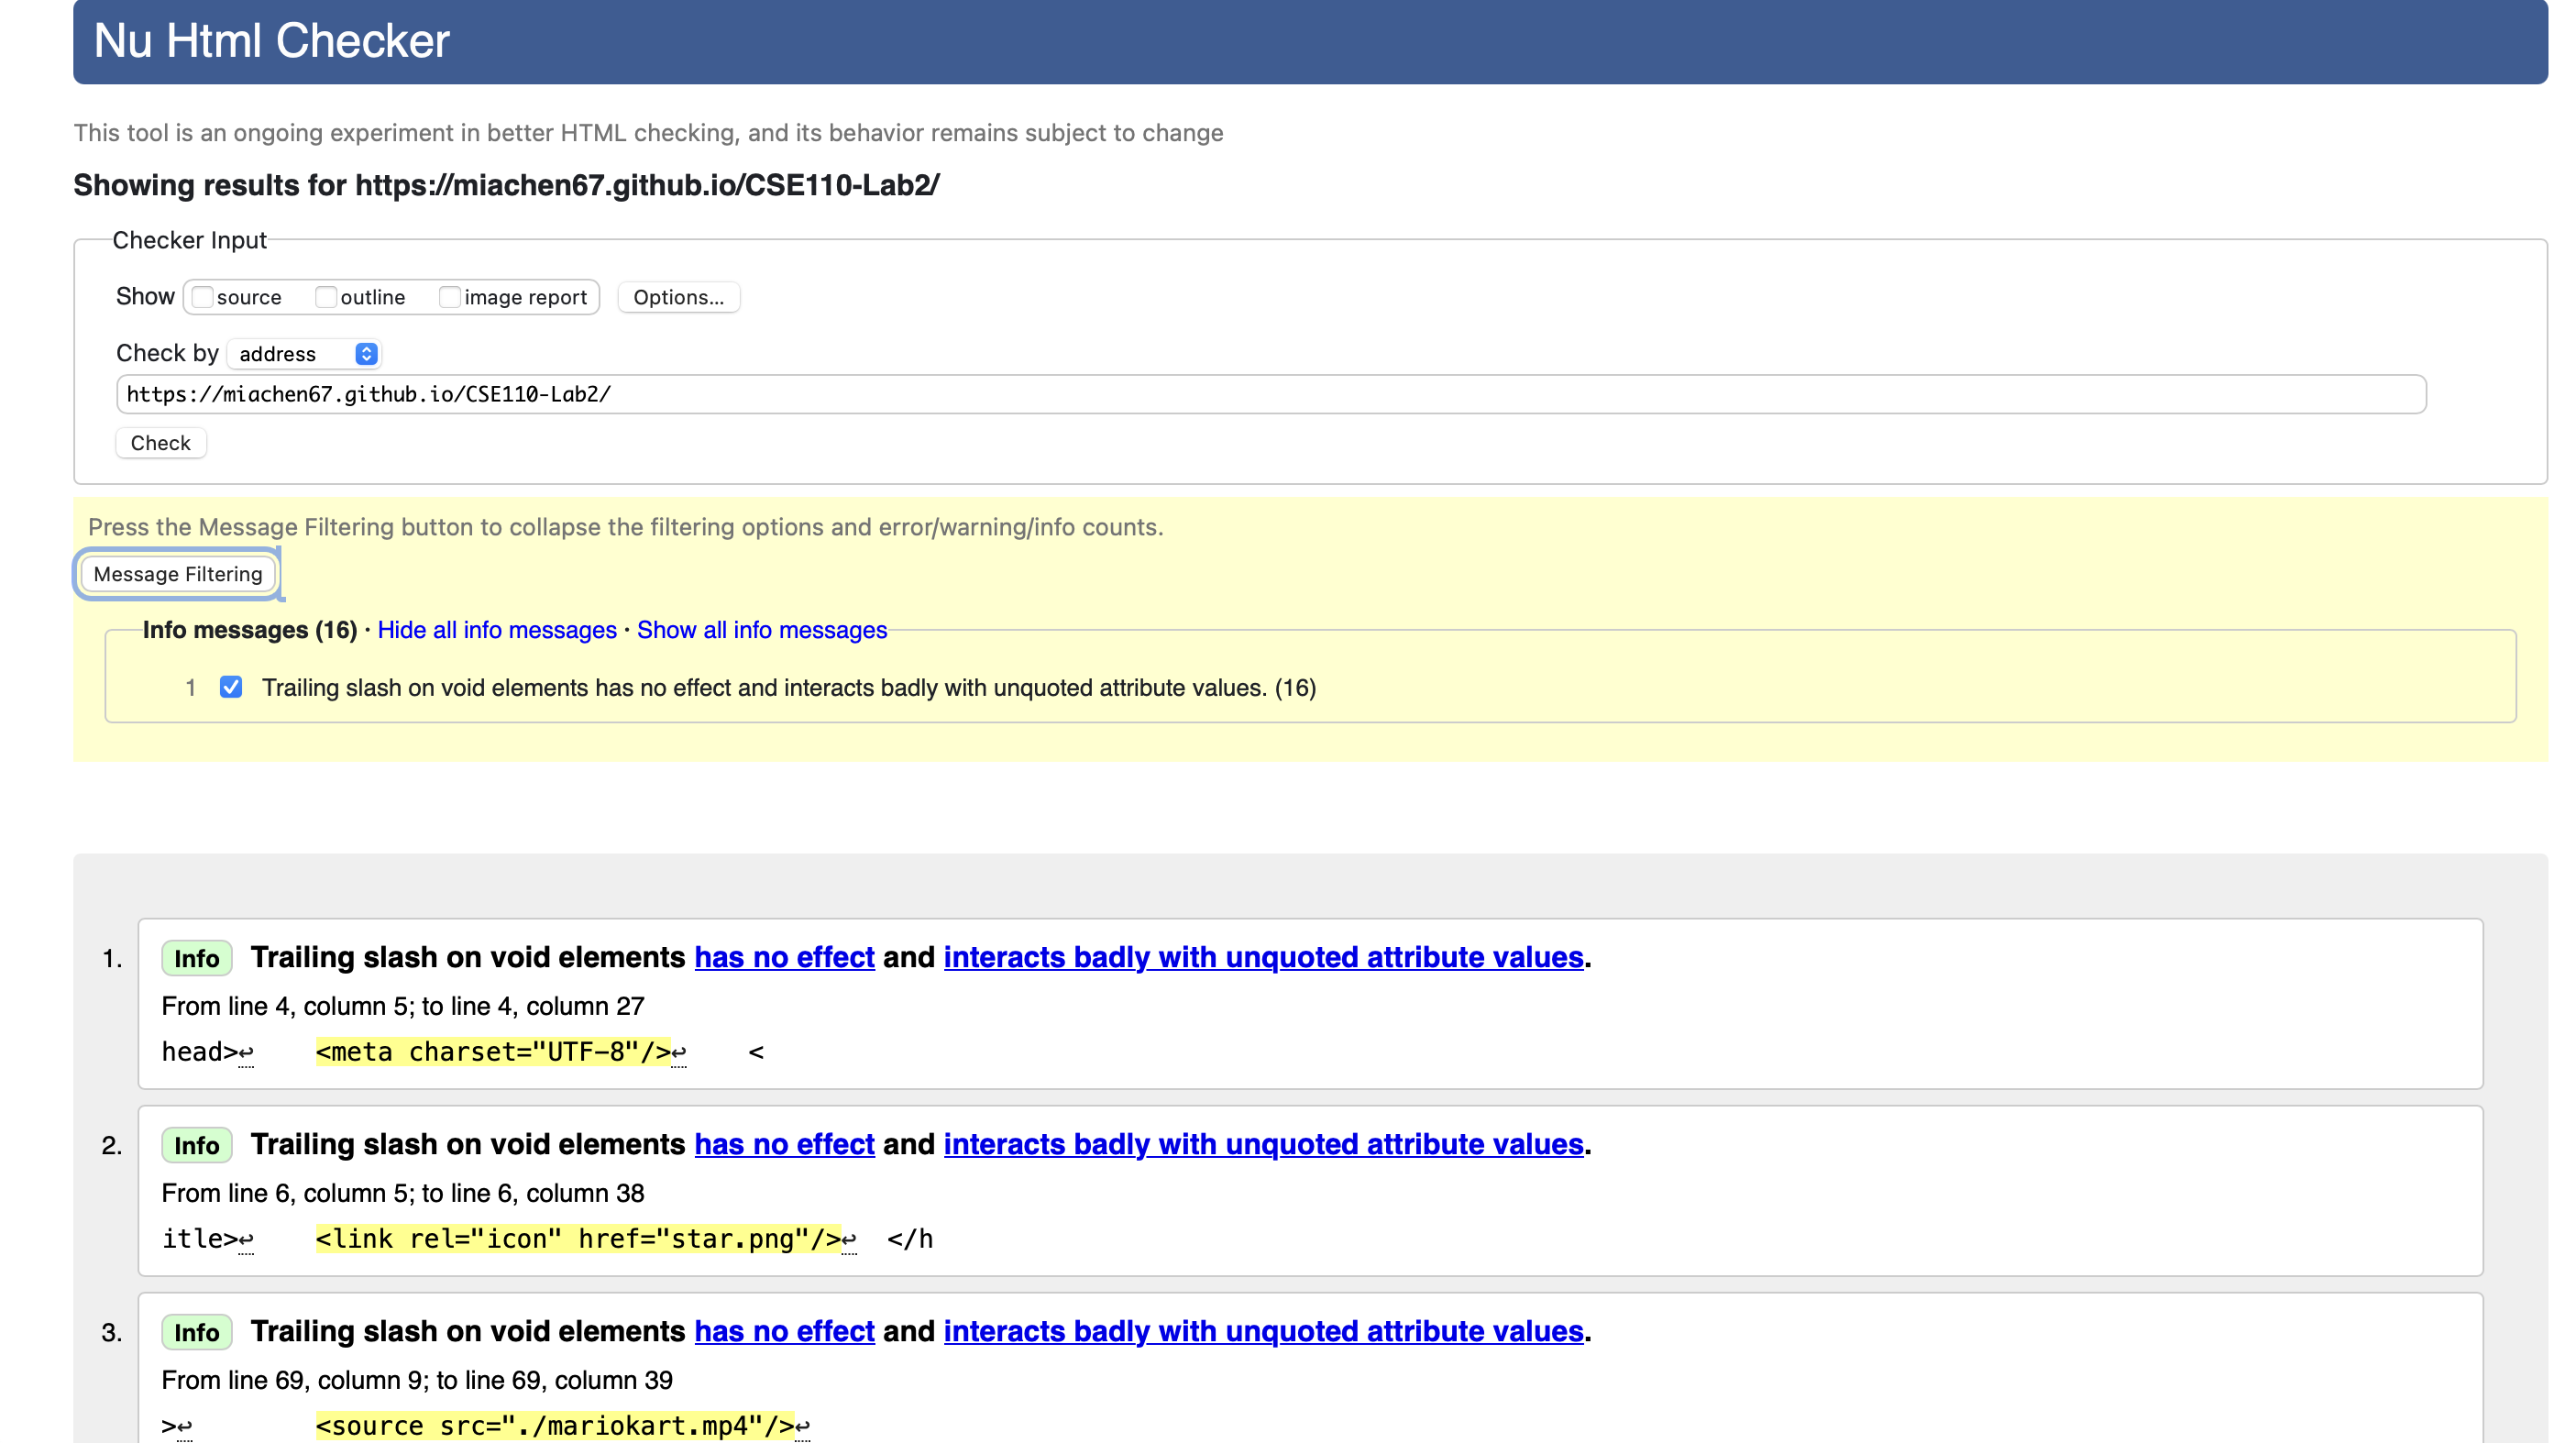 Nu Html Checker
This tool is an ongoing experiment in better HTML checking, and its behavior remains subject to change
Showing results for https://miachen67.github.io/CSE110-Lab2/
Checker Input
Show source outline image report Options...
Check by address
https://miachen67.github.io/CSE110-Lab2/
Check
Press the Message Filtering button to collapse the filtering options and error/warning/info counts.
Message Filtering
Info messages (16) · Hide all info messages · Show all info messages
1 Trailing slash on void elements has no effect and interacts badly with unquoted attribute values. (16)
1. Info Trailing slash on void elements has no effect and interacts badly with unquoted attribute values.
From line 4, column 5; to line 4, column 27
head>↩ <meta charset="UTF-8"/>↩ <
2. Info Trailing slash on void elements has no effect and interacts badly with unquoted attribute values.
From line 6, column 5; to line 6, column 38
itle>↩ <link rel="icon" href="star.png"/>↩ </h
3. Info Trailing slash on void elements has no effect and interacts badly with unquoted attribute values.
From line 69, column 9; to line 69, column 39
>↩ <source src="./mariokart.mp4"/>↩